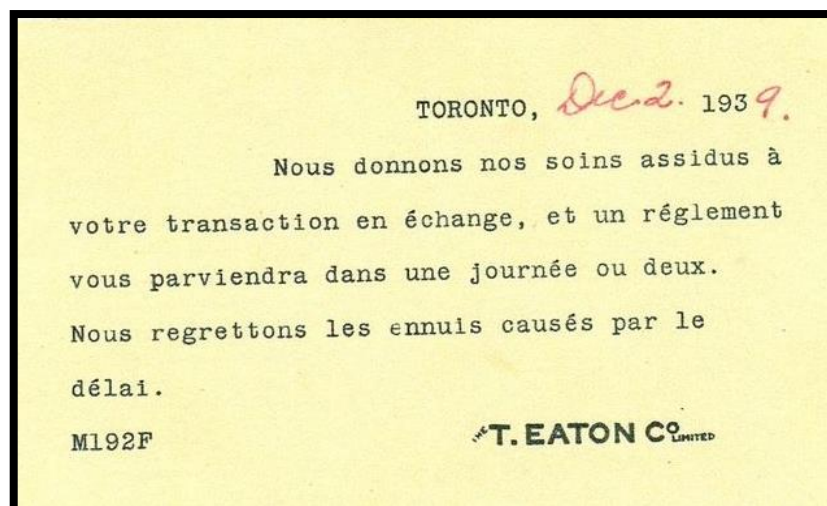 TORONTO, Dec. 2. 1939.
Nous donnons nos soins assidus à
votre transaction en échange, et un réglement
vous parviendra dans une journée ou deux.
Nous regrettons les ennuis causés par le
délai.
M192F
THE T. EATON CO LIMITED